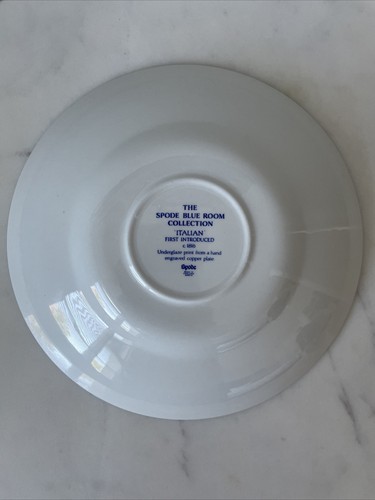 THE
SPODE BLUE ROOM
COLLECTION
'ITALIAN'
FIRST INTRODUCED
c 1816
Underglaze print from a hand
engraved copper plate
Spode